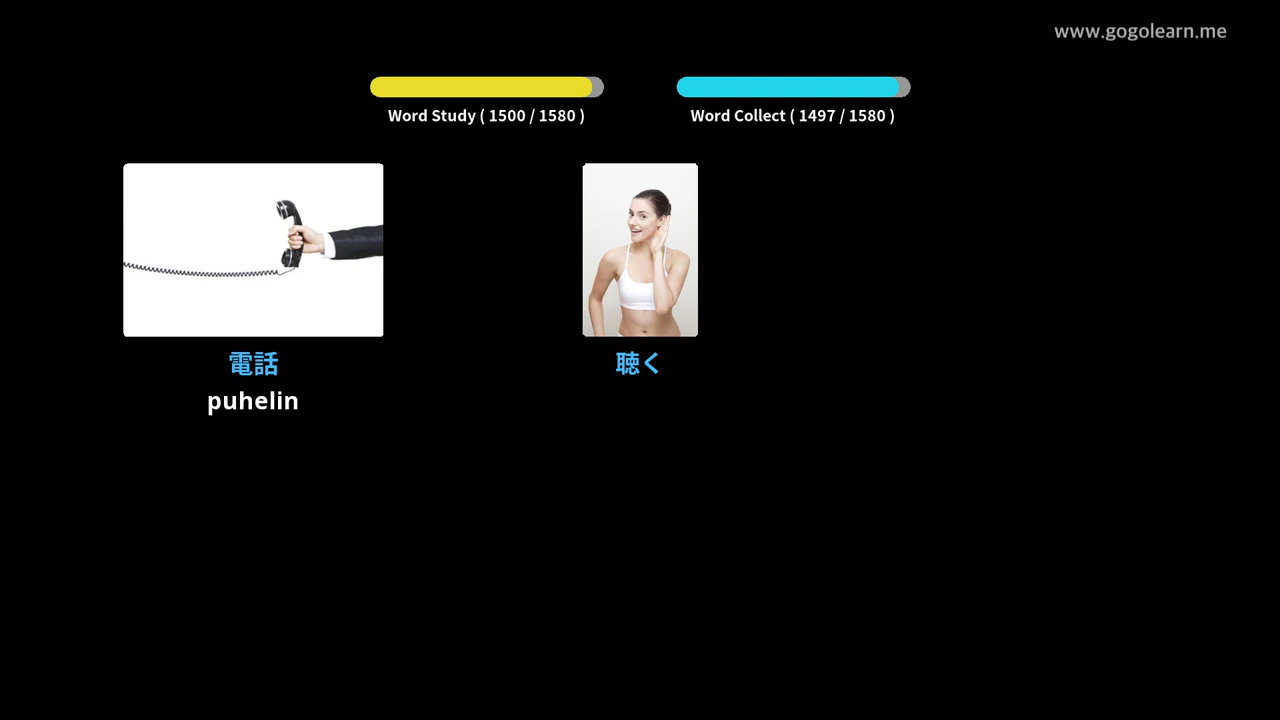 www.gogolearn.me
Word Study ( 1500 / 1580 )
Word Collect ( 1497 / 1580 )
電話
聴く
puhelin